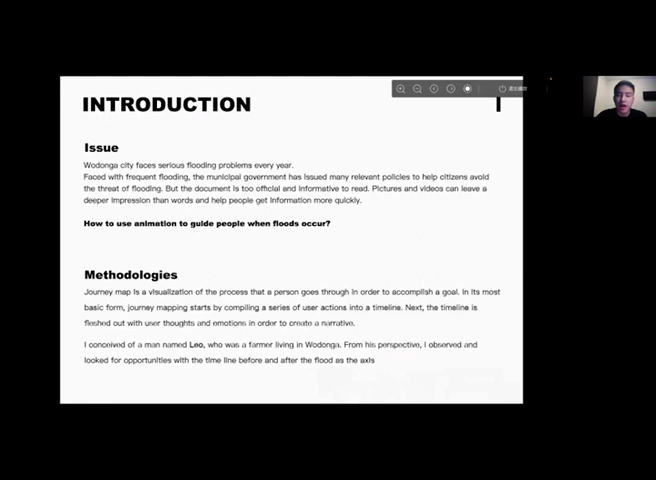 INTRODUCTION
Issue
Wodonga city faces serious flooding problems every year.
Faced with frequent flooding, the municipal government has issued many relevant policies to help citizens avoid
the threat of flooding. But the document is too official and informative to read. Pictures and videos can leave a
deeper impression than words and help people get information more quickly.
How to use animation to guide people when floods occur?
Methodologies
Journey map is a visualization of the process that a person goes through in order to accomplish a goal. In its most
basic form, journey mapping starts by compiling a series of user actions into a timeline. Next, the timeline is
fleshed out with user thoughts and emotions in order to create a narrative.
I conceived of a man named Leo, who was a farmer living in Wodonga. From his perspective, I observed and
looked for opportunities with the time line before and after the flood as the axis